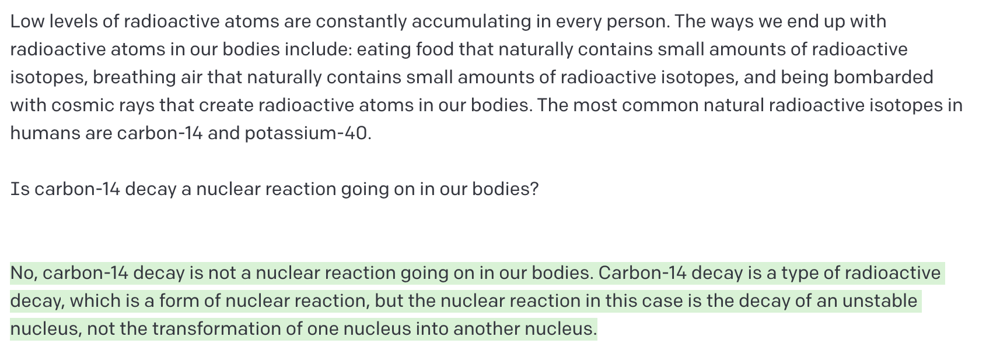 Low levels of radioactive atoms are constantly accumulating in every person. The ways we end up with
radioactive atoms in our bodies include: eating food that naturally contains small amounts of radioactive
isotopes, breathing air that naturally contains small amounts of radioactive isotopes, and being bombarded
with cosmic rays that create radioactive atoms in our bodies. The most common natural radioactive isotopes in
humans are carbon-14 and potassium-40.
Is carbon-14 decay a nuclear reaction going on in our bodies?
No, carbon-14 decay is not a nuclear reaction going on in our bodies. Carbon-14 decay is a type of radioactive
decay, which is a form of nuclear reaction, but the nuclear reaction in this case is the decay of an unstable
nucleus, not the transformation of one nucleus into another nucleus.